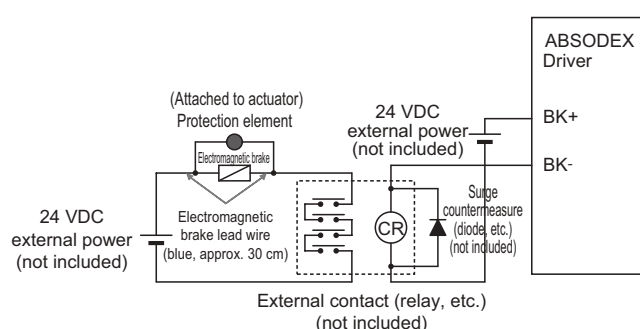 ABSODEX
Driver
(Attached to actuator)
Protection element
24 VDC
external power
(not included)
BK+
BK-
Electromagnetic brake
24 VDC
external power
(not included)
Electromagnetic
brake lead wire
(blue, approx. 30 cm)
CR
Surge
countermeasure
(diode, etc.)
(not included)
External contact (relay, etc.)
(not included)